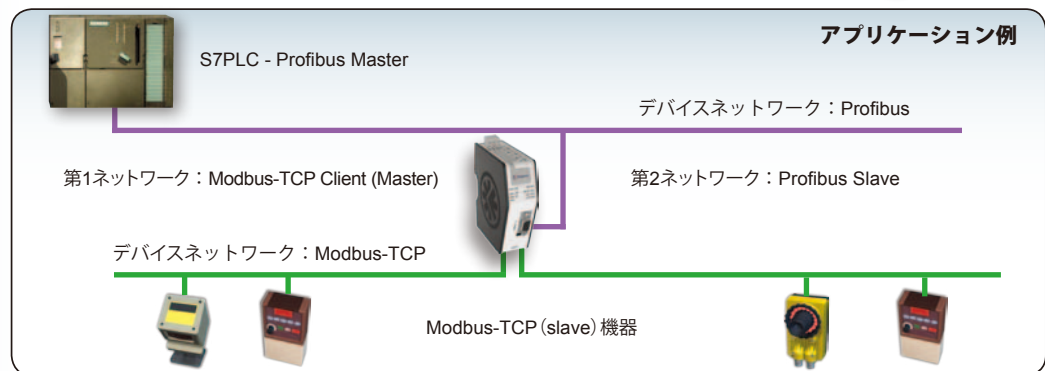 アプリケーション例
S7PLC - Profibus Master
デバイスネットワーク：Profibus
第1ネットワーク：Modbus-TCP Client (Master)
第2ネットワーク：Profibus Slave
デバイスネットワーク：Modbus-TCP
Modbus-TCP（slave）機器